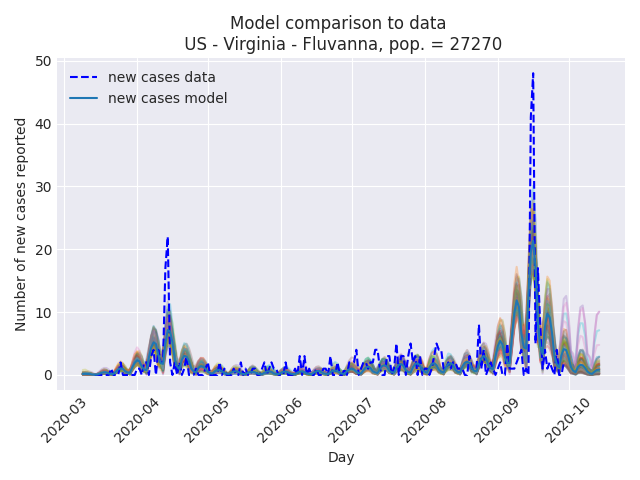 Model comparison to data
US - Virginia - Fluvanna, pop. = 27270
new cases data
new cases model
Number of new cases reported
50
40
30
20
10
0
2020-03
2020-04
2020-05
2020-06
2020-07
2020-08
2020-09
2020-10
Day